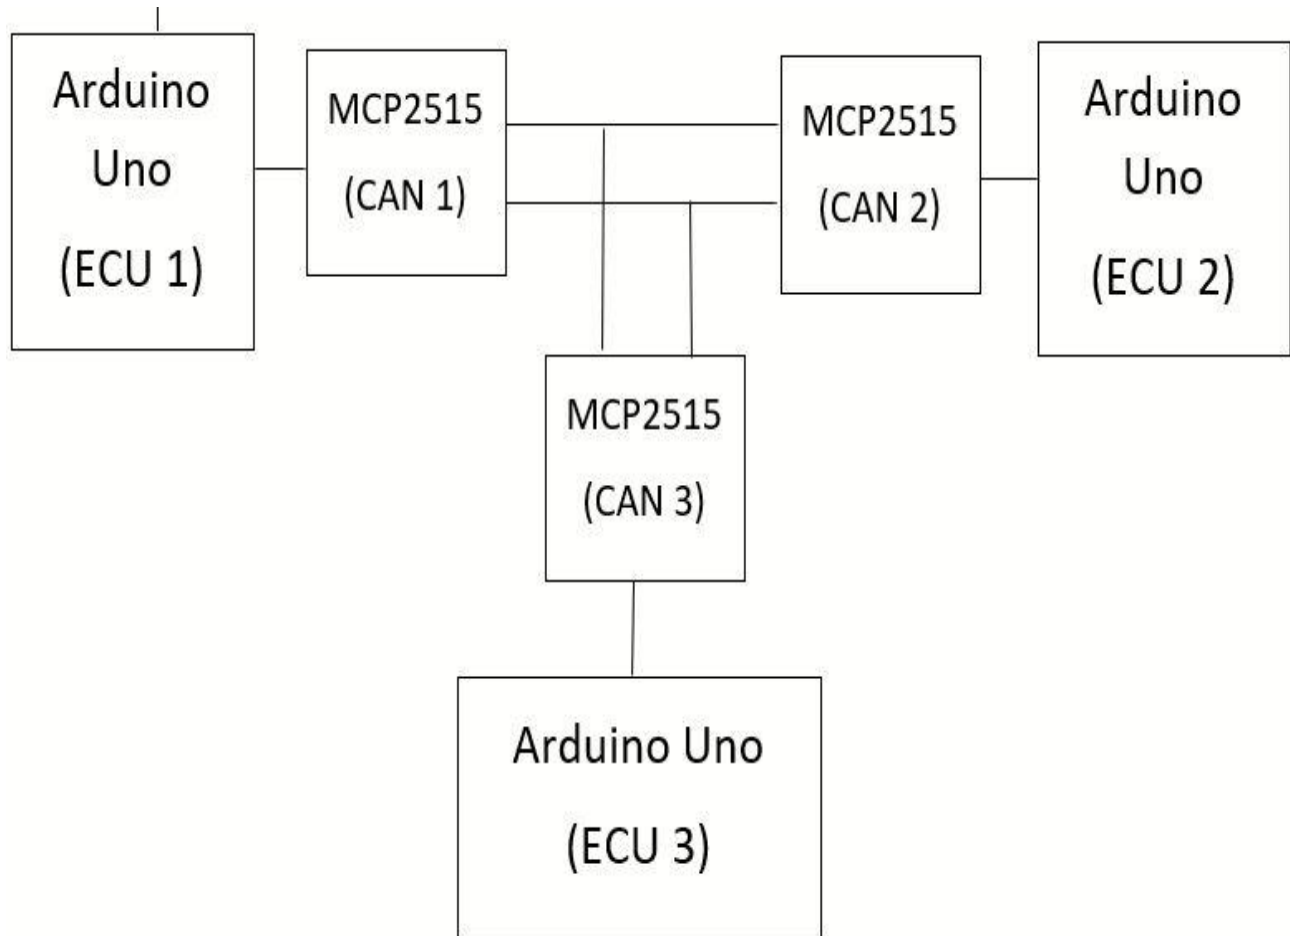 Arduino
Uno
(ECU 1)
MCP2515
(CAN 1)
MCP2515
(CAN 2)
Arduino
Uno
(ECU 2)
MCP2515
(CAN 3)
Arduino Uno
(ECU 3)